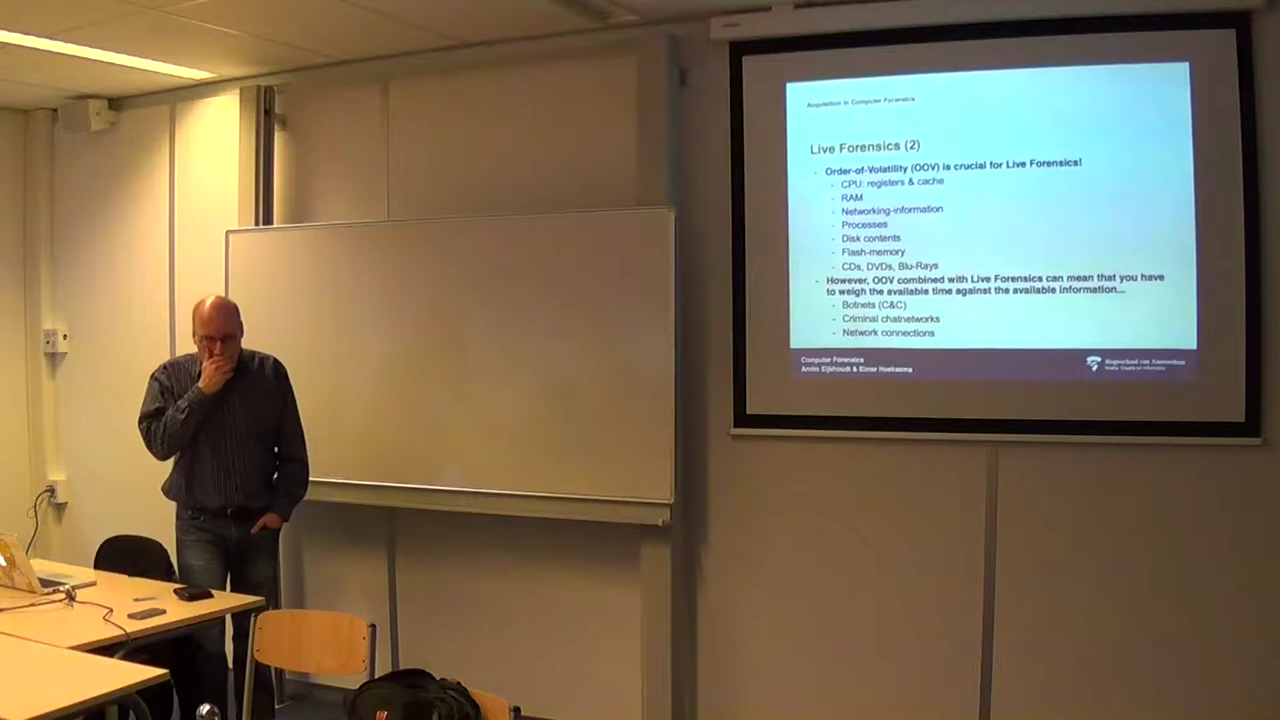 Acquisition in Computer Forensics
Live Forensics (2)
- Order-of-Volatility (OOV) is crucial for Live Forensics!
- CPU: registers & cache
- RAM
- Networking-information
- Processes
- Disk contents
- Flash-memory
- CDs, DVDs, Blu-Rays
- However, OOV combined with Live Forensics can mean that you have
to weigh the available time against the available information...
- Botnets (C&C)
- Criminal chatnetworks
- Network connections
Computer Forensics
Arnim Eijkhoudt & Elmer Hoeksema
Hogeschool van Amsterdam